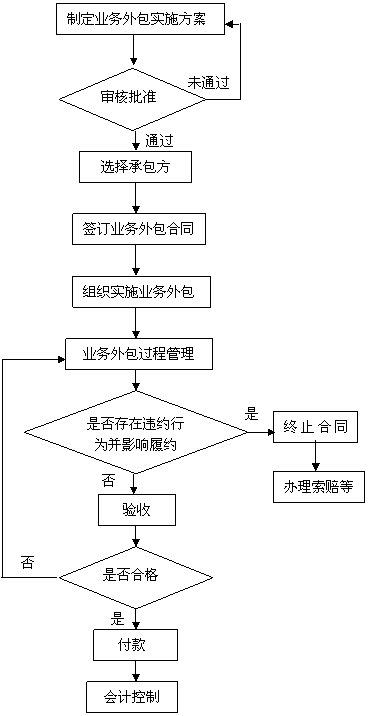 制定业务外包实施方案
未通过
审核批准
通过
选择承包方
签订业务外包合同
组织实施业务外包
业务外包过程管理
是否存在违约行
为并影响履约
是
终止合同
办理索赔等
否
验收
否
是否合格
是
付款
会计控制